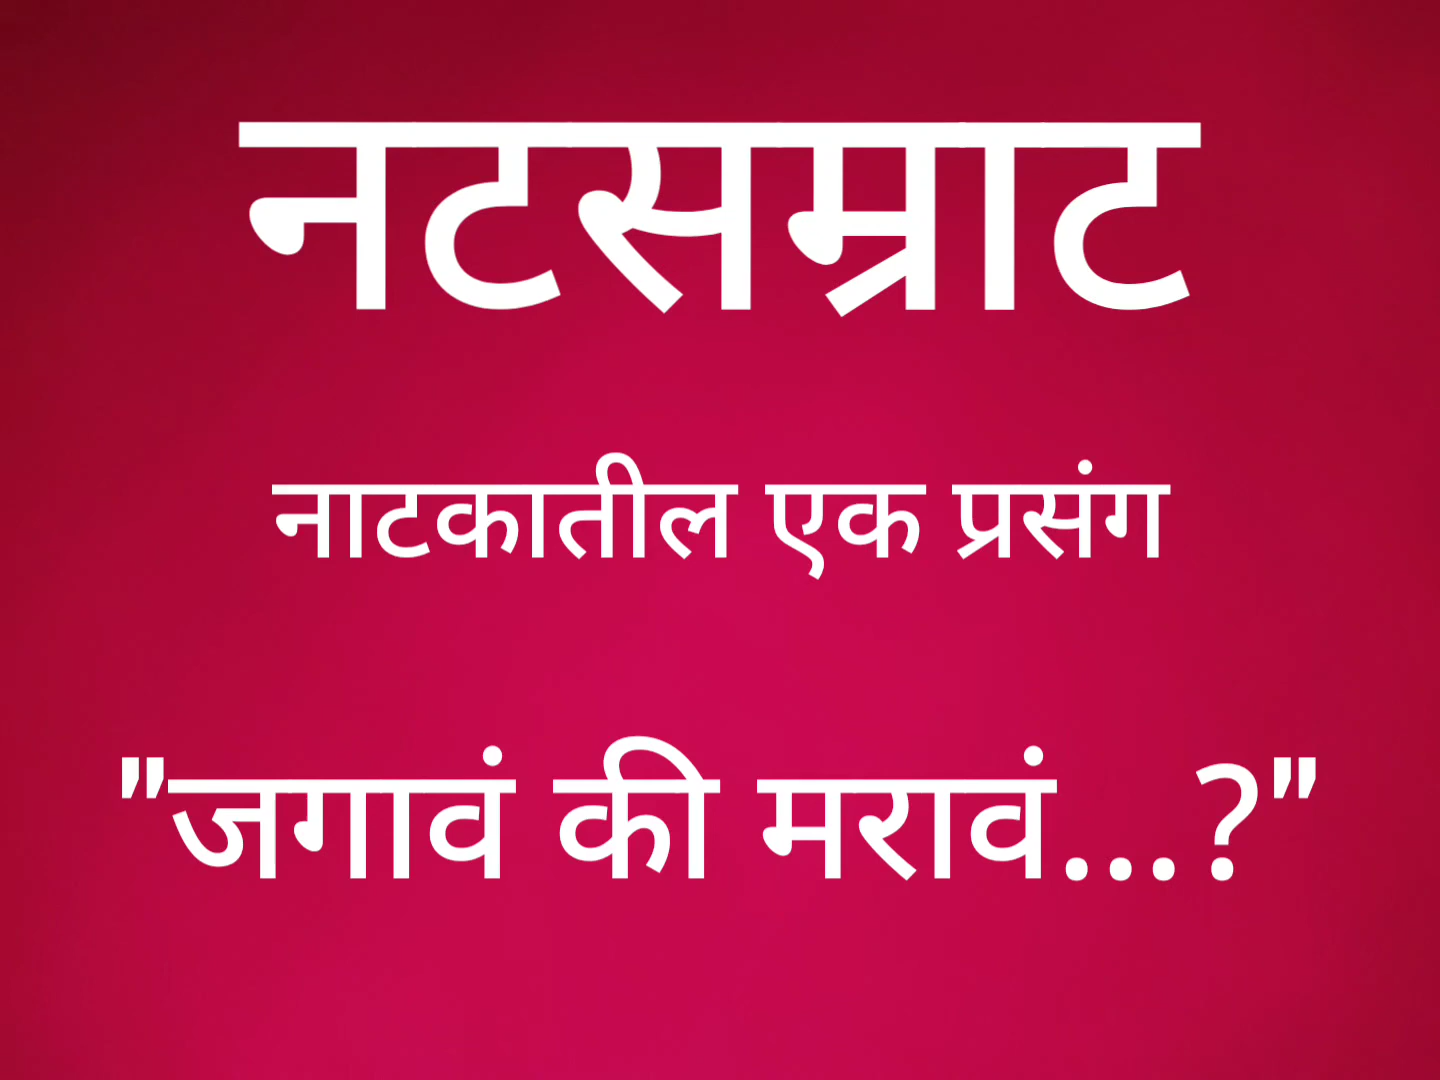 नटसम्राट
नाटकातील एक प्रसंग
"जगावं की मरावं...?"